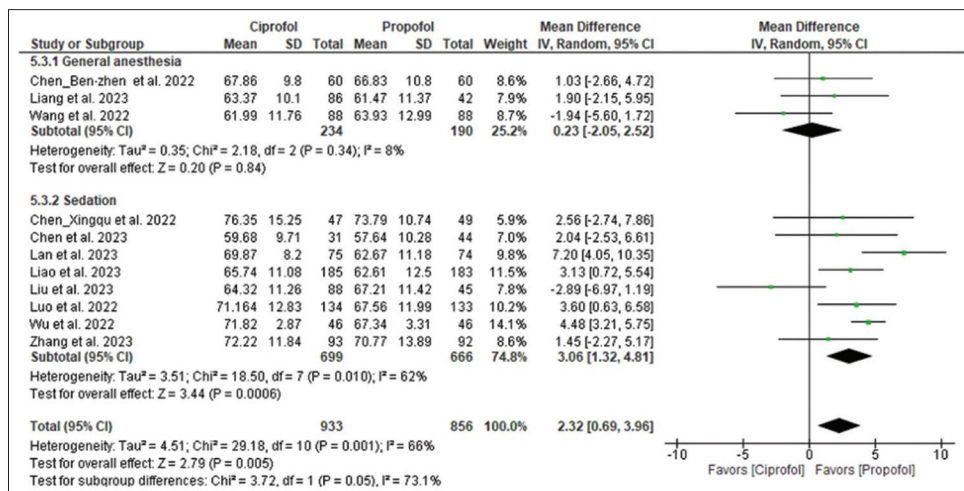 Ciprofol Propofol Mean Difference Mean Difference
Study or Subgroup Mean SD Total Mean SD Total Weight IV, Random, 95% CI IV, Random, 95% CI
5.3.1 General anesthesia
Chen_Ben-zhen et al. 2022 67.86 9.8 60 66.83 10.8 60 8.6% 1.03 [-2.66, 4.72]
Liang et al. 2023 63.37 10.1 86 61.47 11.37 42 7.9% 1.90 [-2.15, 5.95]
Wang et al. 2022 61.99 11.76 88 63.93 12.99 88 8.7% -1.94 [-5.60, 1.72]
Subtotal (95% CI) 234 190 25.2% 0.23 [-2.05, 2.52]
Heterogeneity: Tau² = 0.35; Chi² = 2.18, df = 2 (P = 0.34); I² = 8%
Test for overall effect: Z = 0.20 (P = 0.84)
5.3.2 Sedation
Chen_Xingqu et al. 2022 76.35 15.25 47 73.79 10.74 49 5.9% 2.56 [-2.74, 7.86]
Chen et al. 2023 59.68 9.71 31 57.64 10.28 44 7.0% 2.04 [-2.53, 6.61]
Lan et al. 2023 69.87 8.2 75 62.67 11.18 74 9.8% 7.20 [4.05, 10.35]
Liao et al. 2023 65.74 11.08 185 62.61 12.5 183 11.5% 3.13 [0.72, 5.54]
Liu et al. 2023 64.32 11.26 88 67.21 11.42 45 7.9% -2.89 [-6.97, 1.19]
Luo et al. 2022 71.164 12.83 134 67.56 11.99 133 10.2% 3.60 [0.63, 6.58]
Wu et al. 2022 71.82 2.87 46 67.34 3.31 46 14.1% 4.48 [3.21, 5.75]
Zhang et al. 2023 72.22 11.84 93 70.77 13.89 92 8.6% 1.45 [-2.27, 5.17]
Subtotal (95% CI) 699 666 74.8% 3.06 [1.32, 4.81]
Heterogeneity: Tau² = 3.51; Chi² = 18.50, df = 7 (P = 0.010); I² = 62%
Test for overall effect: Z = 3.44 (P = 0.0006)
Total (95% CI) 933 856 100.0% 2.32 [0.69, 3.96]
Heterogeneity: Tau² = 4.51; Chi² = 29.18, df = 10 (P = 0.001); I² = 66%
Test for overall effect: Z = 2.79 (P = 0.005)
Test for subgroup differences: Chi² = 3.72, df = 1 (P = 0.05), I² = 73.1%
-10 -5 0 5 10
Favors [Ciprofol] Favors [Propofol]